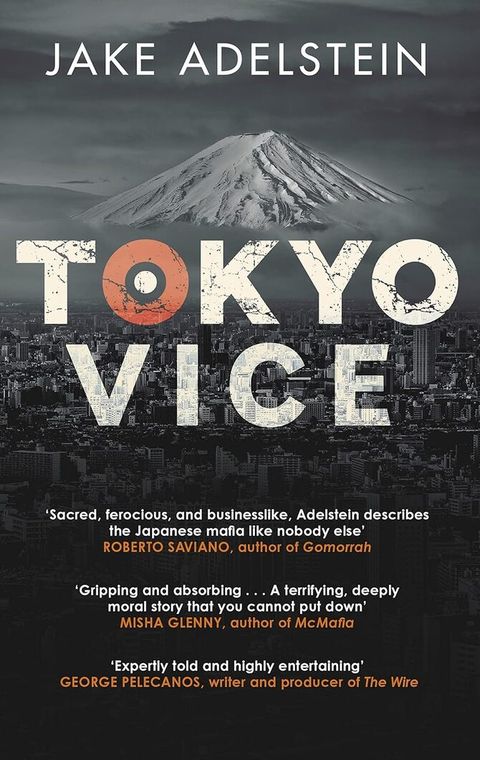 JAKE ADELSTEIN
TOKYO
VICE
‘Sacred, ferocious, and businesslike, Adelstein describes
the Japanese mafia like nobody else’
ROBERTO SAVIANO, author of Gomorrah
‘Gripping and absorbing . . . A terrifying, deeply
moral story that you cannot put down’
MISHA GLENNY, author of McMafia
‘Expertly told and highly entertaining’
GEORGE PELECANOS, writer and producer of The Wire